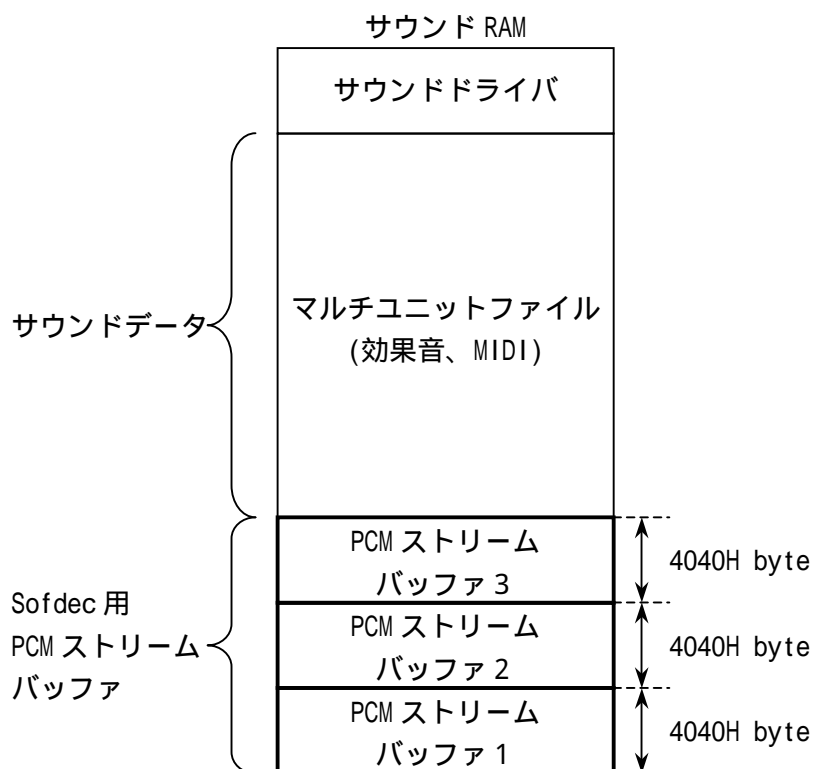 サウンド RAM
サウンドドライバ
サウンドデータ
マルチユニットファイル
(効果音、MIDI)
Sofdec 用
PCM ストリーム
バッファ
PCM ストリーム
バッファ 3
4040H byte
PCM ストリーム
バッファ 2
4040H byte
PCM ストリーム
バッファ 1
4040H byte